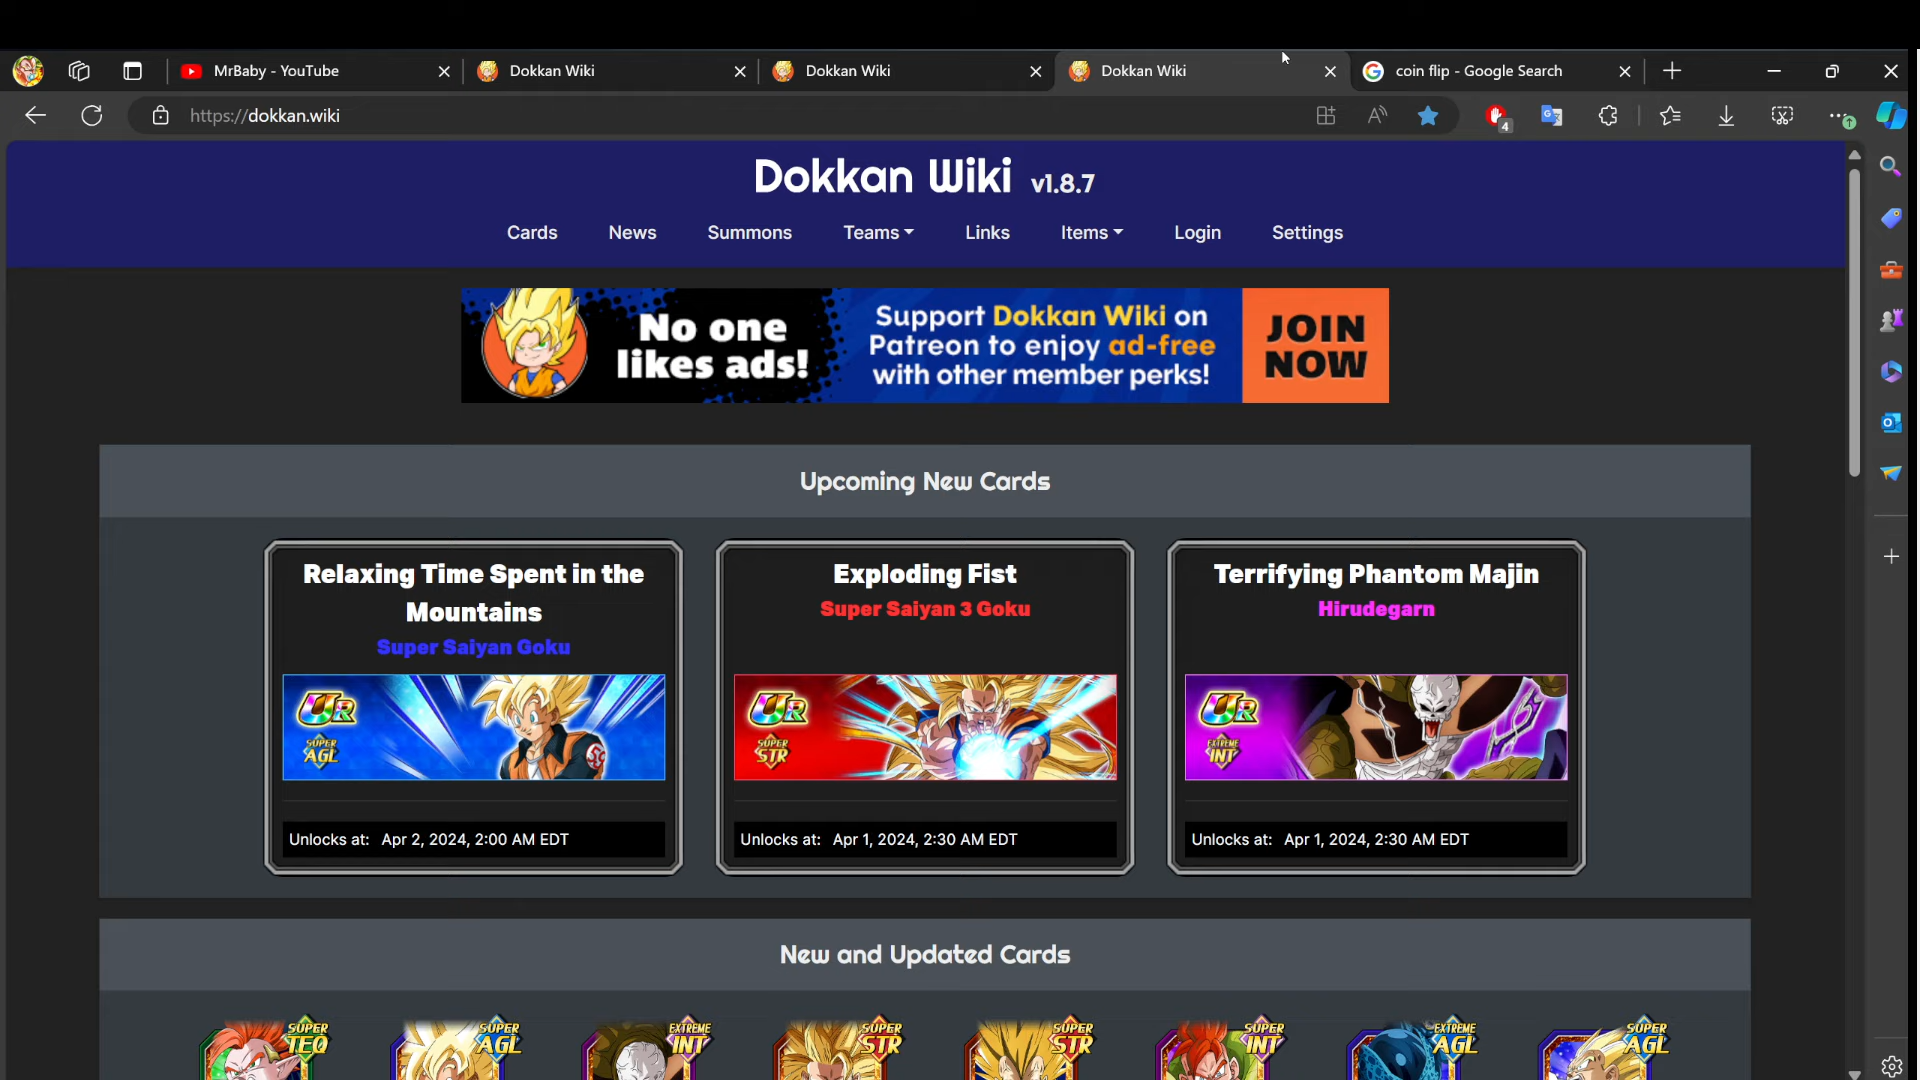 MrBaby - YouTube
Dokkan Wiki
Dokkan Wiki
Dokkan Wiki
coin flip - Google Search
https://dokkan.wiki
4
Dokkan Wiki v1.8.7
Cards News Summons Teams Links Items Login Settings
No one
likes ads!
Support Dokkan Wiki on
Patreon to enjoy ad-free
with other member perks!
JOIN
NOW
Upcoming New Cards
Relaxing Time Spent in the
Mountains
Super Saiyan Goku
UR
SUPER
AGL
Unlocks at: Apr 2, 2024, 2:00 AM EDT
Exploding Fist
Super Saiyan 3 Goku
UR
SUPER
STR
Unlocks at: Apr 1, 2024, 2:30 AM EDT
Terrifying Phantom Majin
Hirudegarn
UR
EXTREME
INT
Unlocks at: Apr 1, 2024, 2:30 AM EDT
New and Updated Cards
SUPER
TEQ
SUPER
AGL
EXTREME
INT
SUPER
STR
SUPER
STR
SUPER
INT
EXTREME
AGL
SUPER
AGL